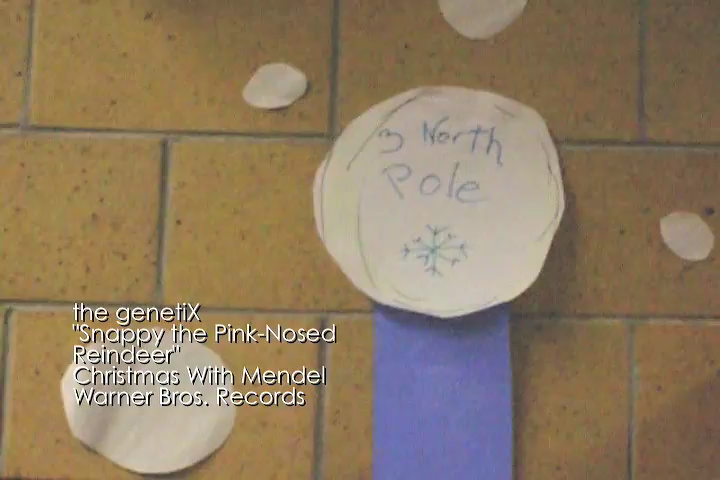 3 North
Pole
the genetiX
"Snappy the Pink-Nosed
Reindeer"
Christmas With Mendel
Warner Bros. Records